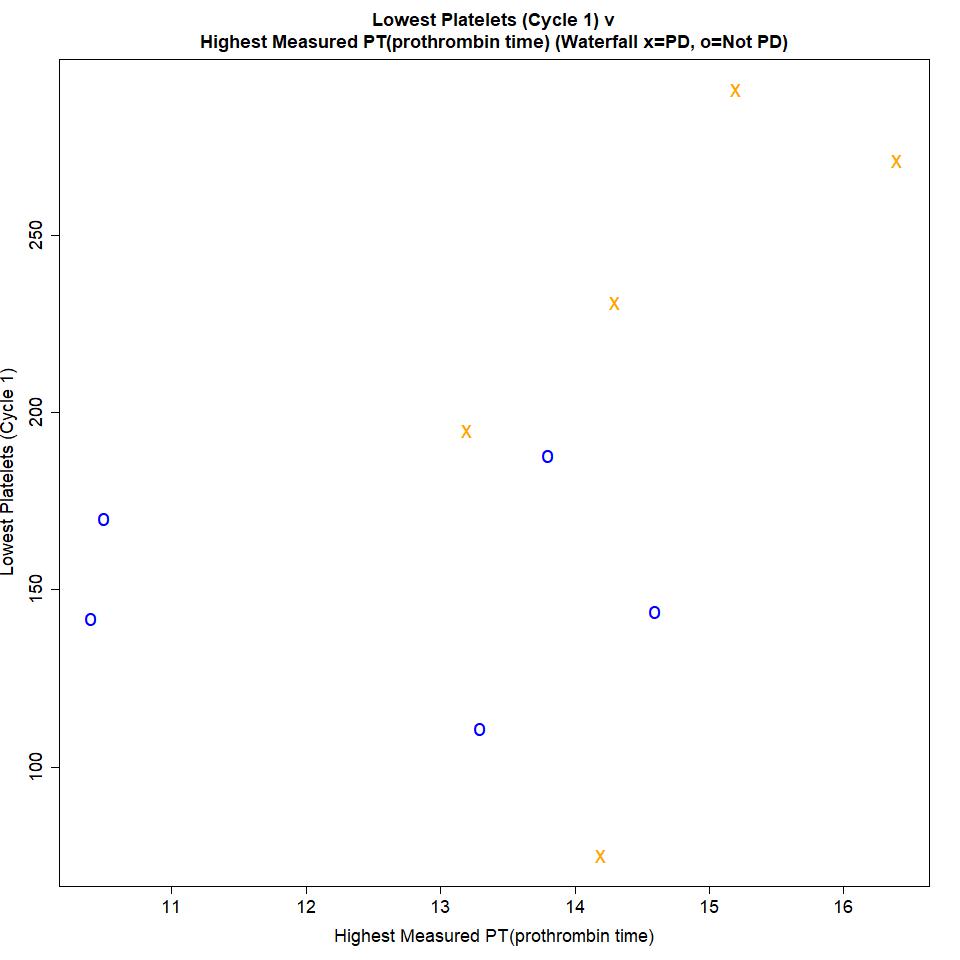 Lowest Platelets (Cycle 1) v
Highest Measured PT(prothrombin time) (Waterfall x=PD, o=Not PD)
Lowest Platelets (Cycle 1)
250
200
150
100
X
X
X
X
O
O
O
O
O
X
11 12 13 14 15 16
Highest Measured PT(prothrombin time)